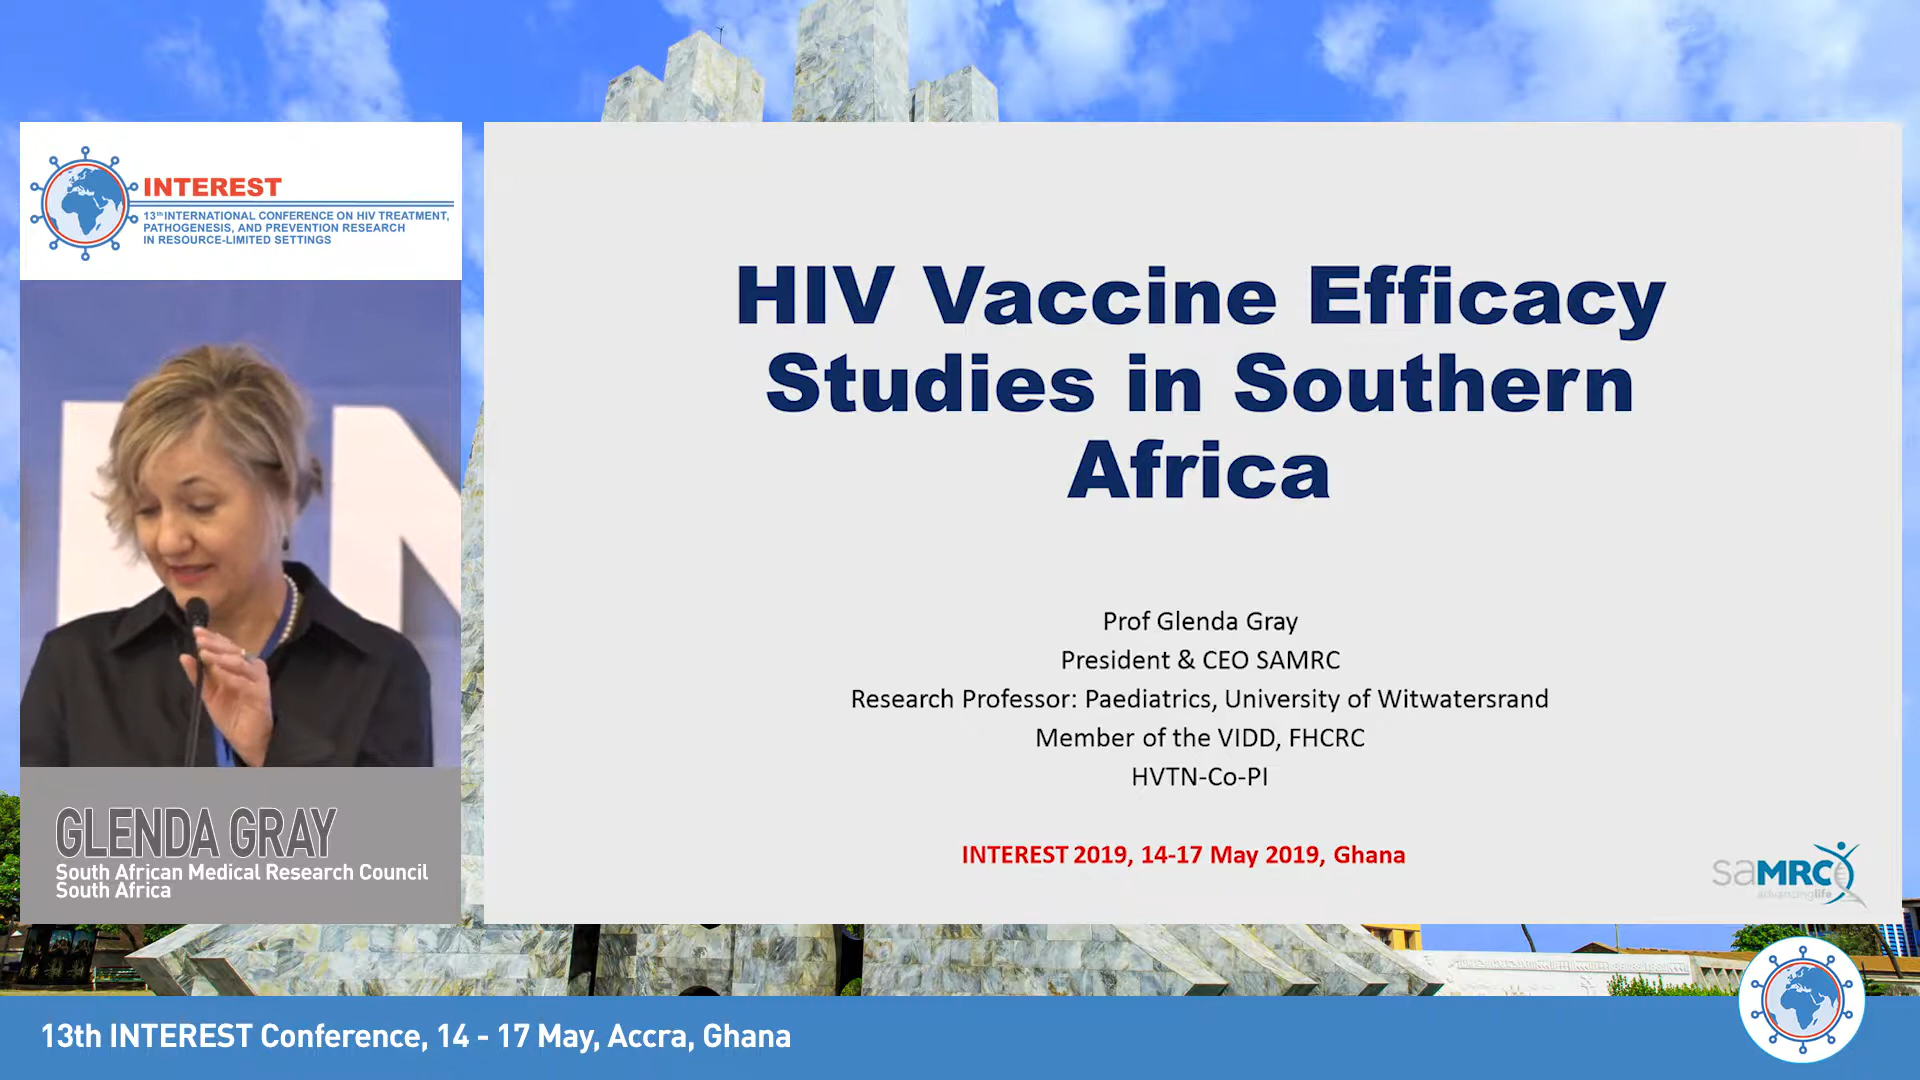 INTEREST
13th INTERNATIONAL CONFERENCE ON HIV TREATMENT,
PATHOGENESIS, AND PREVENTION RESEARCH
IN RESOURCE-LIMITED SETTINGS
HIV Vaccine Efficacy
Studies in Southern
Africa
Prof Glenda Gray
President & CEO SAMRC
Research Professor: Paediatrics, University of Witwatersrand
Member of the VIDD, FHCRC
HVTN-Co-PI
INTEREST 2019, 14-17 May 2019, Ghana
saMRC
advancinglife
GLENDA GRAY
South African Medical Research Council
South Africa
13th INTEREST Conference, 14 - 17 May, Accra, Ghana